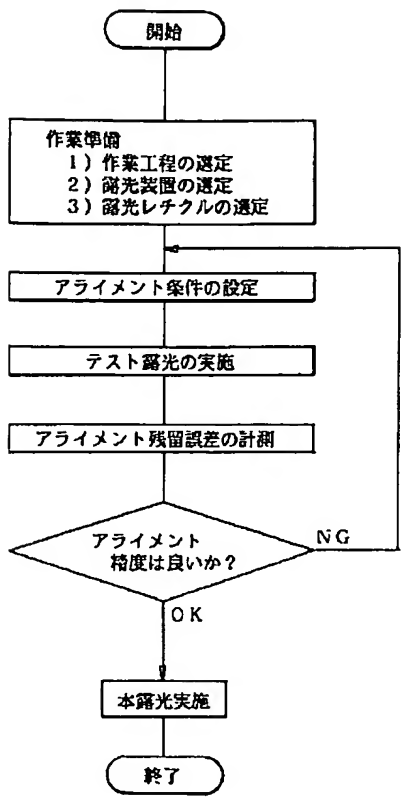 開始
作業準備
1）作業工程の選定
2）露光装置の選定
3）露光レチクルの選定
アライメント条件の設定
テスト露光の実施
アライメント残留誤差の計測
アライメント
精度は良いか？
NG
OK
本露光実施
終了